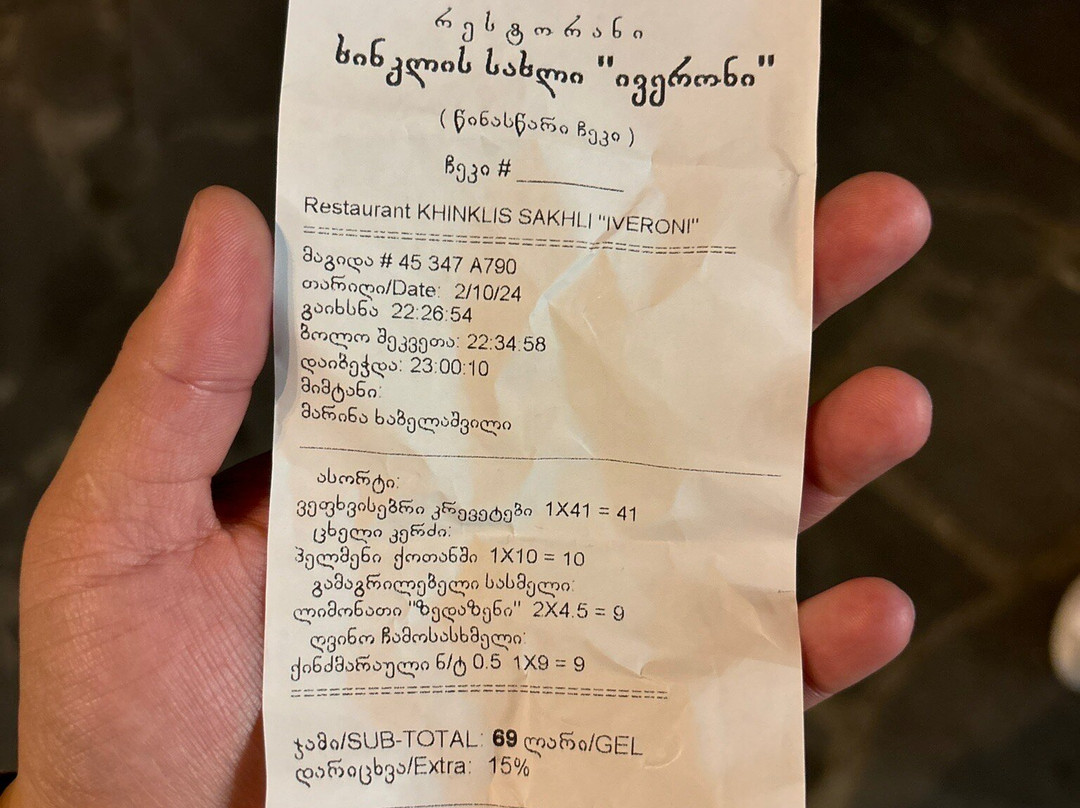 რესტორანი
ხინკლის სახლი "ივერონი"
(წინასწარი ჩეკი)
ჩეკი # ________
Restaurant KHINKLIS SAKHLI "IVERONI"
==============================================
მაგიდა # 45 347 A790
თარიღი/Date: 2/10/24
გაიხსნა 22:26:54
ბოლო შეკვეთა: 22:34:58
დაიბეჭდა: 23:00:10
მიმტანი:
მარინა ხაბელაშვილი
ასორტი:
ვეფხვისებრი კრევეტები 1X41 = 41
ცხელი კერძი:
პელმენი ქოთანში 1X10 = 10
გამაგრილებელი სასმელი:
ლიმონათი "ზედაზენი" 2X4.5 = 9
ღვინო ჩამოსასხმელი:
ქინძმარაული ნ/ტ 0.5 1X9 = 9
==============================================
ჯამი/SUB-TOTAL: 69 ლარი/GEL
დარიცხვა/Extra: 15%